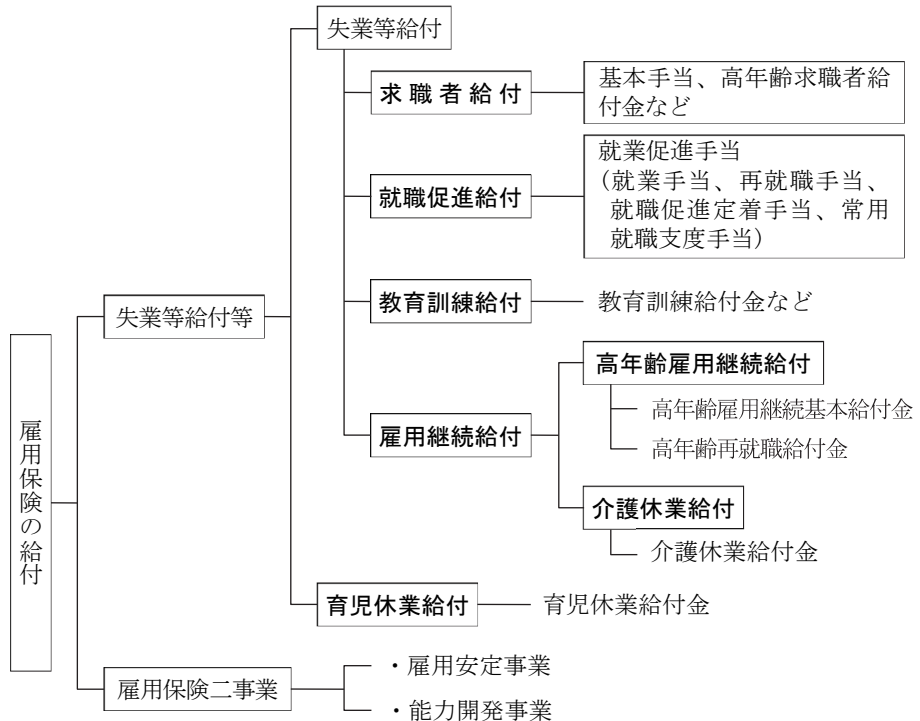 失業等給付
求職者給付
基本手当、高年齢求職者給
付金など
就職促進給付
就業促進手当
(就業手当、再就職手当、
就職促進定着手当、常用
就職支度手当)
教育訓練給付
教育訓練給付金など
雇用継続給付
高年齢雇用継続給付
高年齢雇用継続基本給付金
高年齢再就職給付金
介護休業給付
介護休業給付金
失業等給付等
育児休業給付
育児休業給付金
雇用保険の給付
雇用保険二事業
・雇用安定事業
・能力開発事業